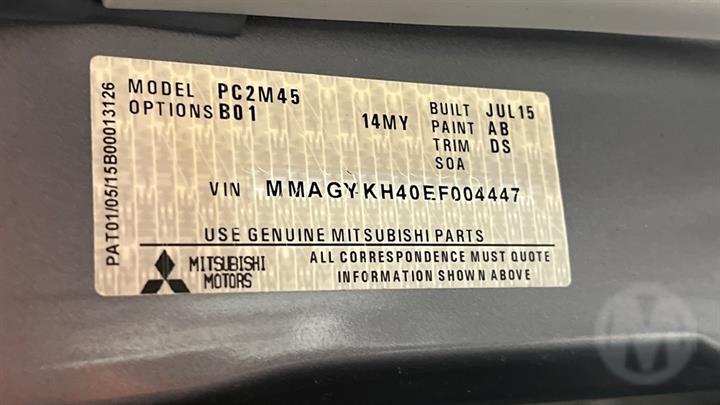 MODEL PC2M45
OPTIONS B01
14MY
BUILT JUL15
PAINT AB
TRIM DS
SOA
VIN MMAGYKH40EF004447
USE GENUINE MITSUBISHI PARTS
MITSUBISHI
MOTORS
ALL CORRESPONDENCE MUST QUOTE
INFORMATION SHOWN ABOVE
PAT01/05/15B00013126
M